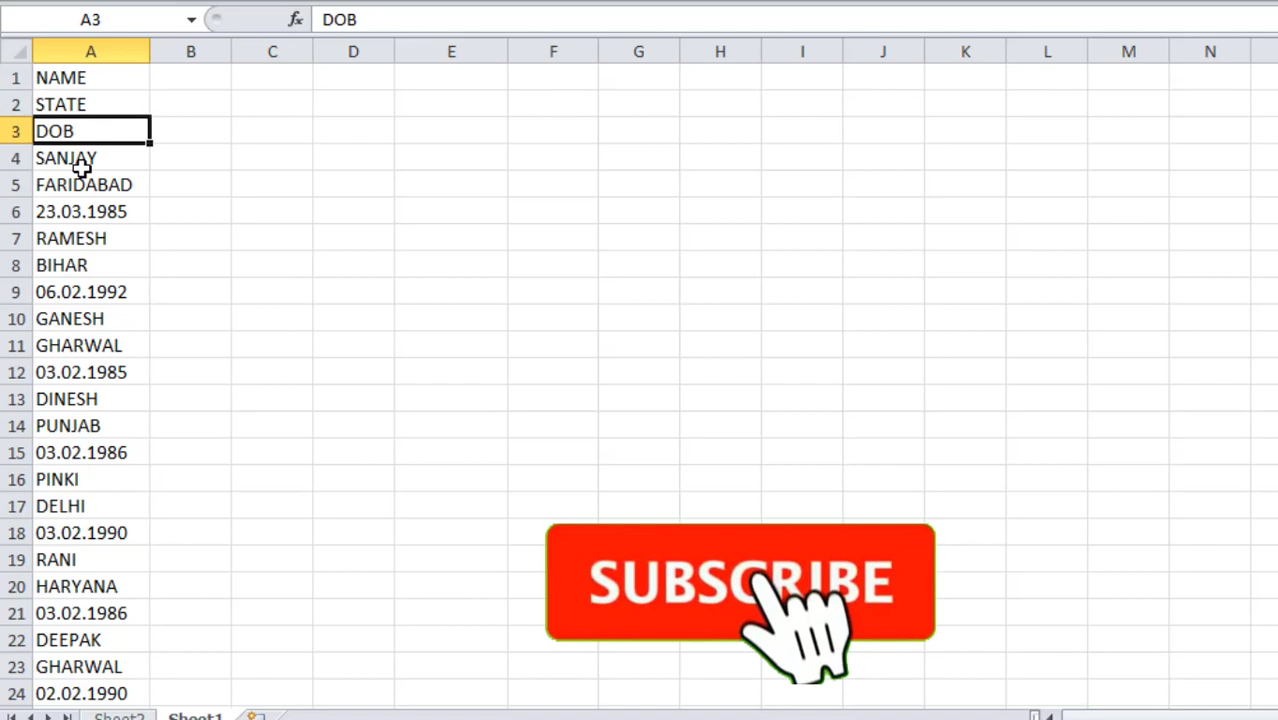 A3 fx DOB
A B C D E F G H I J K L M N
1 NAME
2 STATE
3 DOB
4 SANJAY
5 FARIDABAD
6 23.03.1985
7 RAMESH
8 BIHAR
9 06.02.1992
10 GANESH
11 GHARWAL
12 03.02.1985
13 DINESH
14 PUNJAB
15 03.02.1986
16 PINKI
17 DELHI
18 03.02.1990
19 RANI
20 HARYANA
21 03.02.1986
22 DEEPAK
23 GHARWAL
24 02.02.1990
SUBSCRIBE
Sheet2 Sheet1